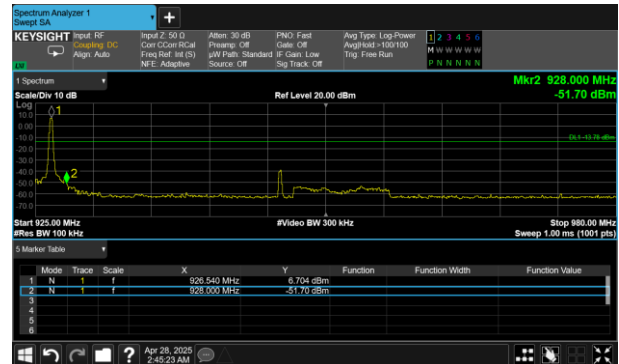 Spectrum Analyzer 1
Swept SA
+
KEYSIGHT
Input: RF
Coupling: DC
Align: Auto
Input Z: 50 Ω
Corr CCorr RCal
Freq Ref: Int (S)
NFE: Adaptive
Atten: 30 dB
Preamp: Off
µW Path: Standard
Source: Off
PNO: Fast
Gate: Off
IF Gain: Low
Sig Track: Off
Avg Type: Log-Power
Avg|Hold:>100/100
Trig: Free Run
1 2 3 4 5 6
M W W W W W
P N N N N N
LXI
1 Spectrum
Mkr2 928.000 MHz
Scale/Div 10 dB
Ref Level 20.00 dBm
-51.70 dBm
Log
10.0
0.00
-10.0
-20.0
-30.0
-40.0
-50.0
-60.0
-70.0
1
2
DL1 -13.78 dBm
Start 925.00 MHz
#Video BW 300 kHz
Stop 980.00 MHz
#Res BW 100 kHz
Sweep 1.00 ms (1001 pts)
5 Marker Table
Mode Trace Scale X Y Function Function Width Function Value
1 N 1 f 926.540 MHz 6.704 dBm
2 N 1 f 928.000 MHz -51.70 dBm
3
4
5
6
?
Apr 28, 2025
2:45:23 AM